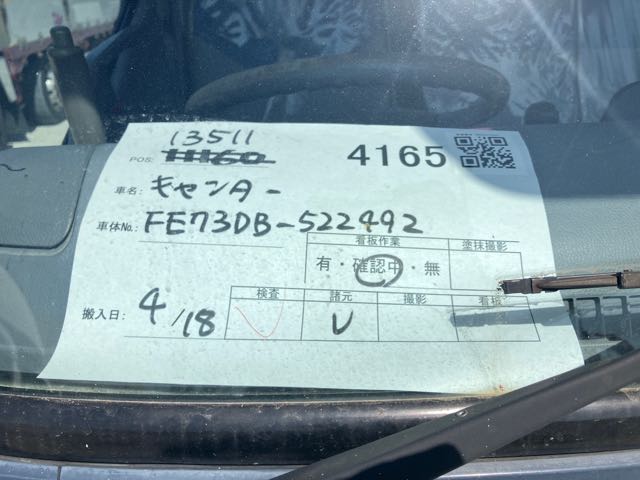 13511
POS: 11160
4165
車名: キャンター
車体No.: FE73DB-522492
看板作業 塗抹撮影
有・確認中・無
検査 諸元 撮影 看板
搬入日: 4/18